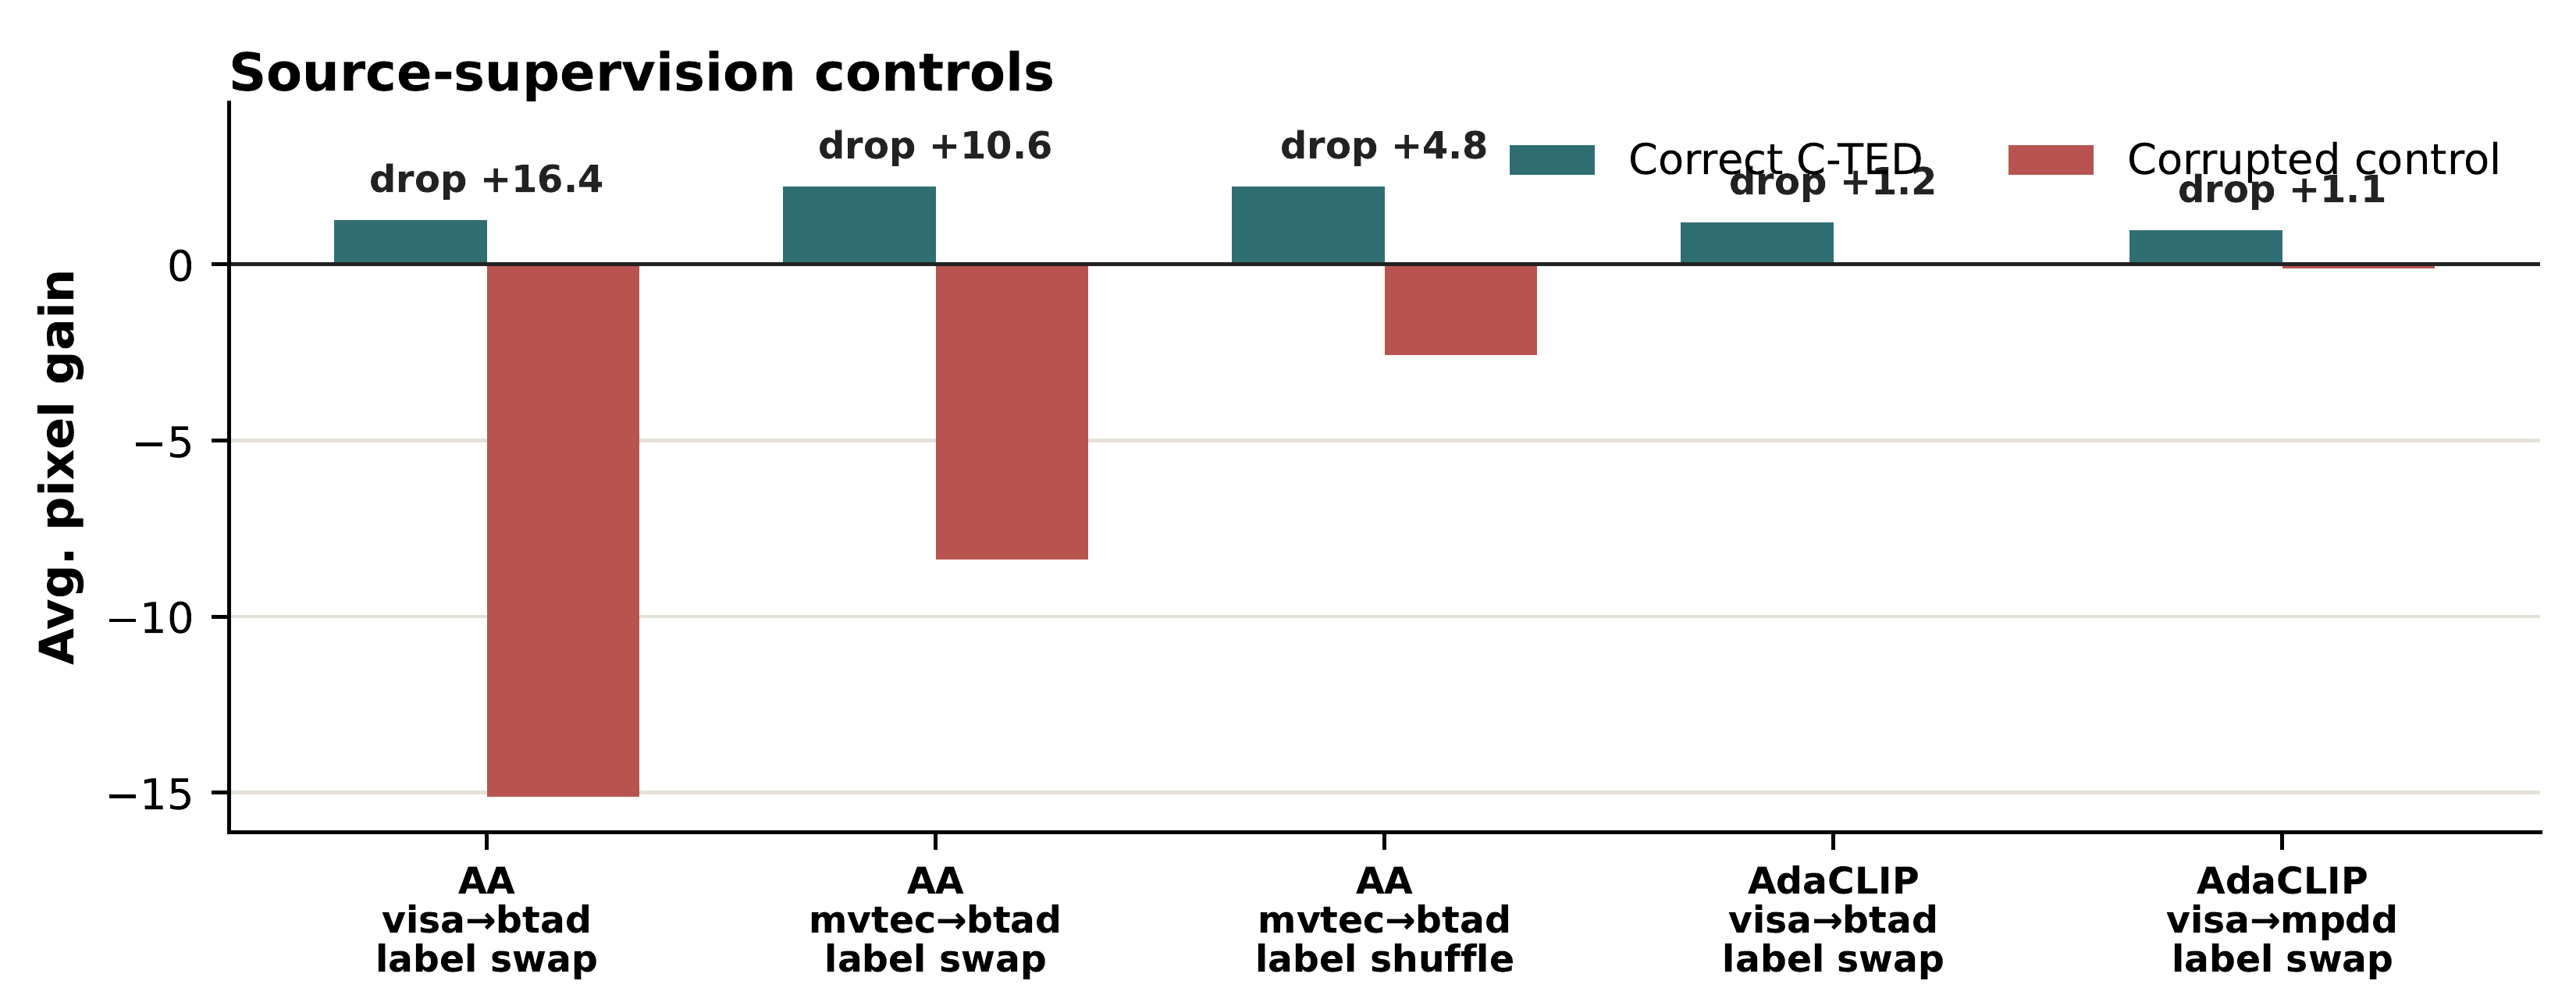 Source-supervision controls
drop +16.4
drop +10.6
drop +4.8
Correct C-TED
Corrupted control
drop +1.2
drop +1.1
Avg. pixel gain
0
−5
−10
−15
AA
visa→btad
label swap
AA
mvtec→btad
label swap
AA
mvtec→btad
label shuffle
AdaCLIP
visa→btad
label swap
AdaCLIP
visa→mpdd
label swap